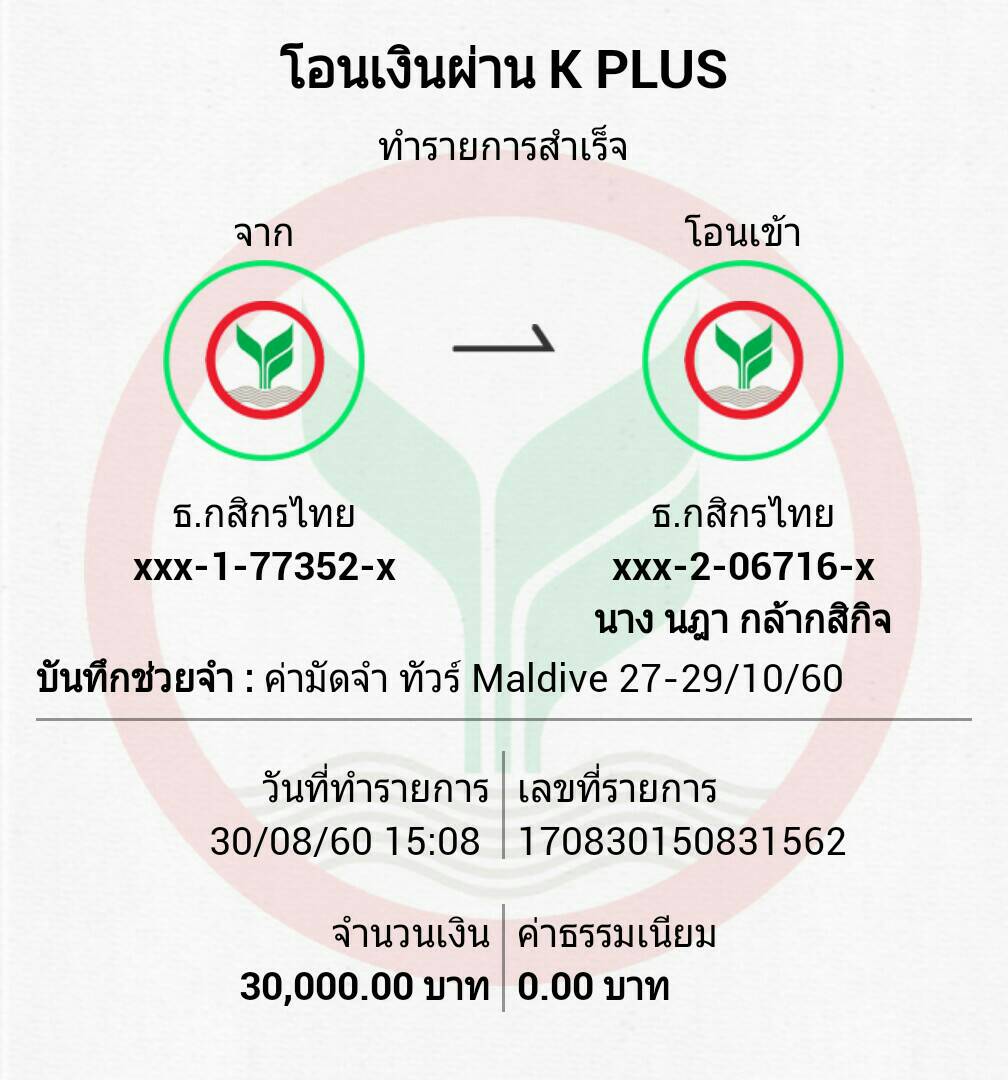 โอนเงินผ่าน K PLUS
ทำรายการสำเร็จ
จาก
โอนเข้า
ธ.กสิกรไทย
xxx-1-77352-x
ธ.กสิกรไทย
xxx-2-06716-x
นาง นฎา กล้ากสิกิจ
บันทึกช่วยจำ : ค่ามัดจำ ทัวร์ Maldive 27-29/10/60
วันที่ทำรายการ
30/08/60 15:08
เลขที่รายการ
170830150831562
จำนวนเงิน
30,000.00 บาท
ค่าธรรมเนียม
0.00 บาท